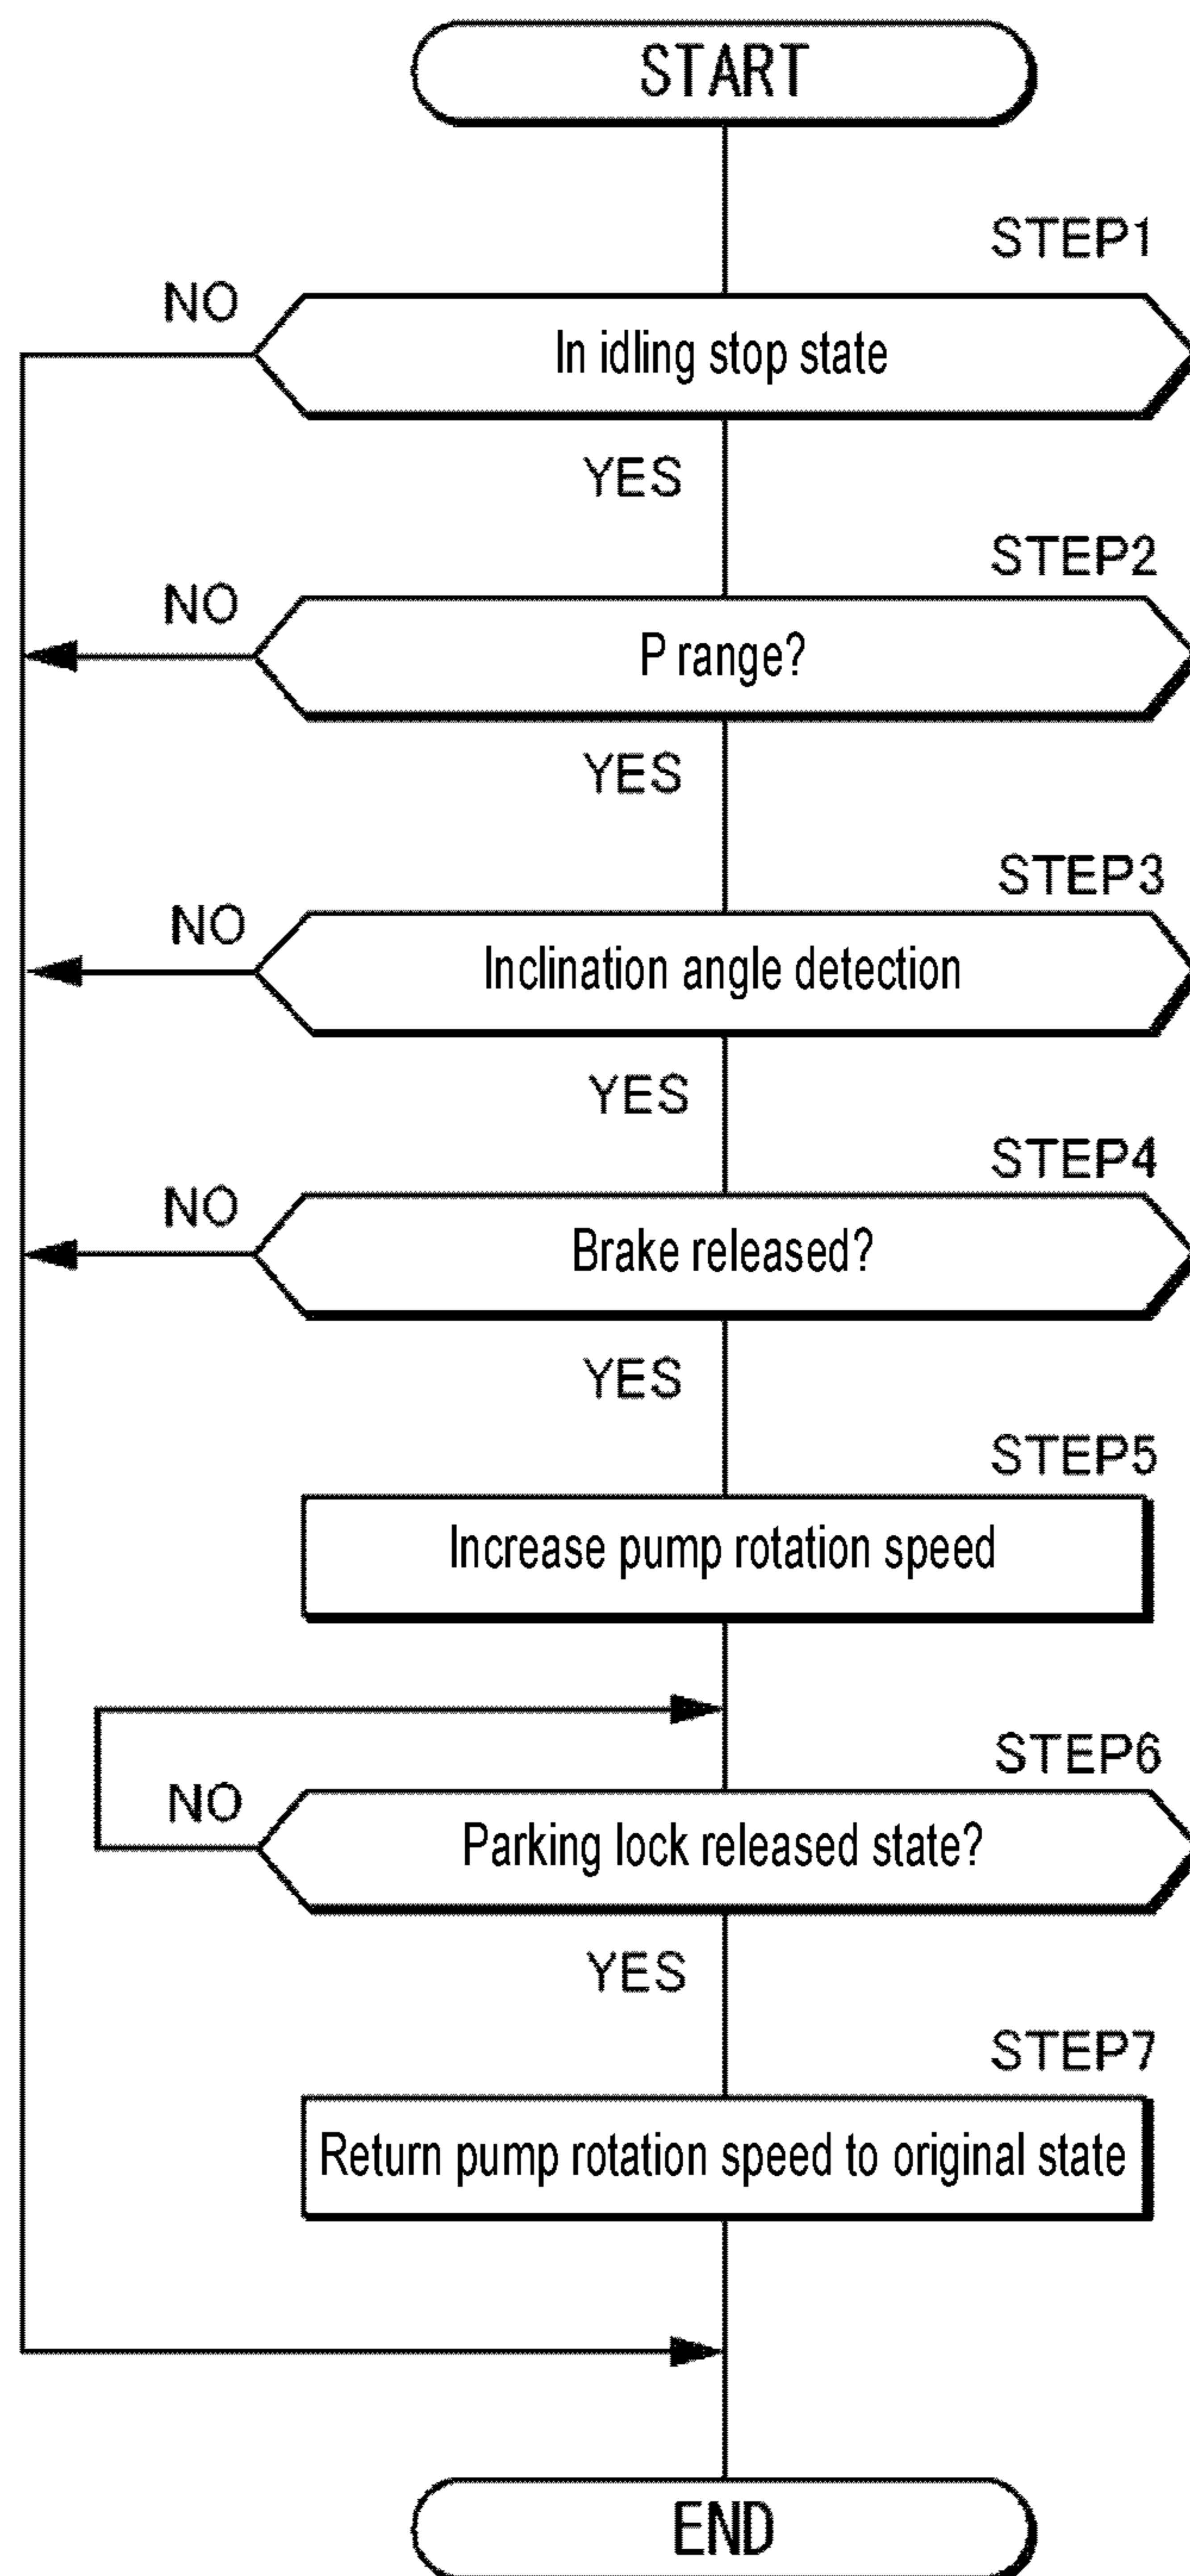 START
STEP1
NO
In idling stop state
YES
STEP2
NO
P range?
YES
STEP3
NO
Inclination angle detection
YES
STEP4
NO
Brake released?
YES
STEP5
Increase pump rotation speed
STEP6
NO
Parking lock released state?
YES
STEP7
Return pump rotation speed to original state
END